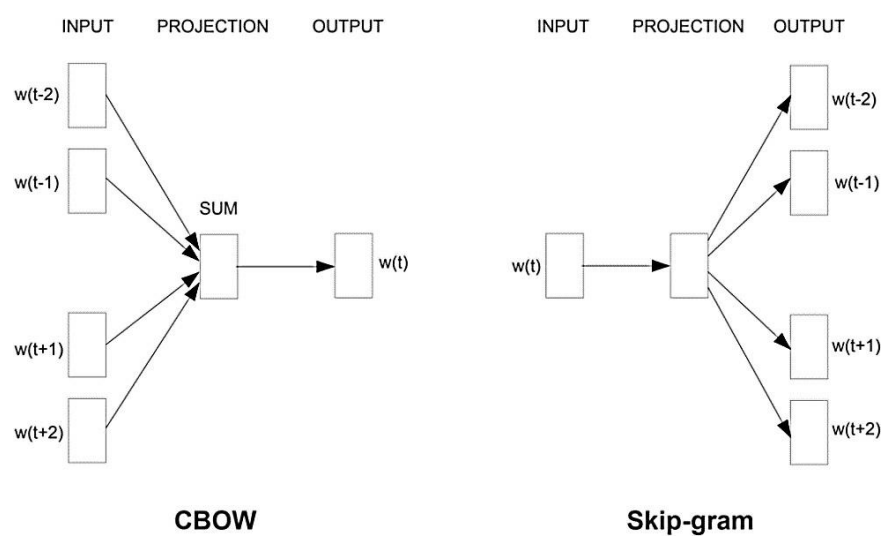 INPUT PROJECTION OUTPUT
w(t-2)
w(t-1)
SUM
w(t)
w(t+1)
w(t+2)
CBOW
INPUT PROJECTION OUTPUT
w(t-2)
w(t-1)
w(t)
w(t+1)
w(t+2)
Skip-gram